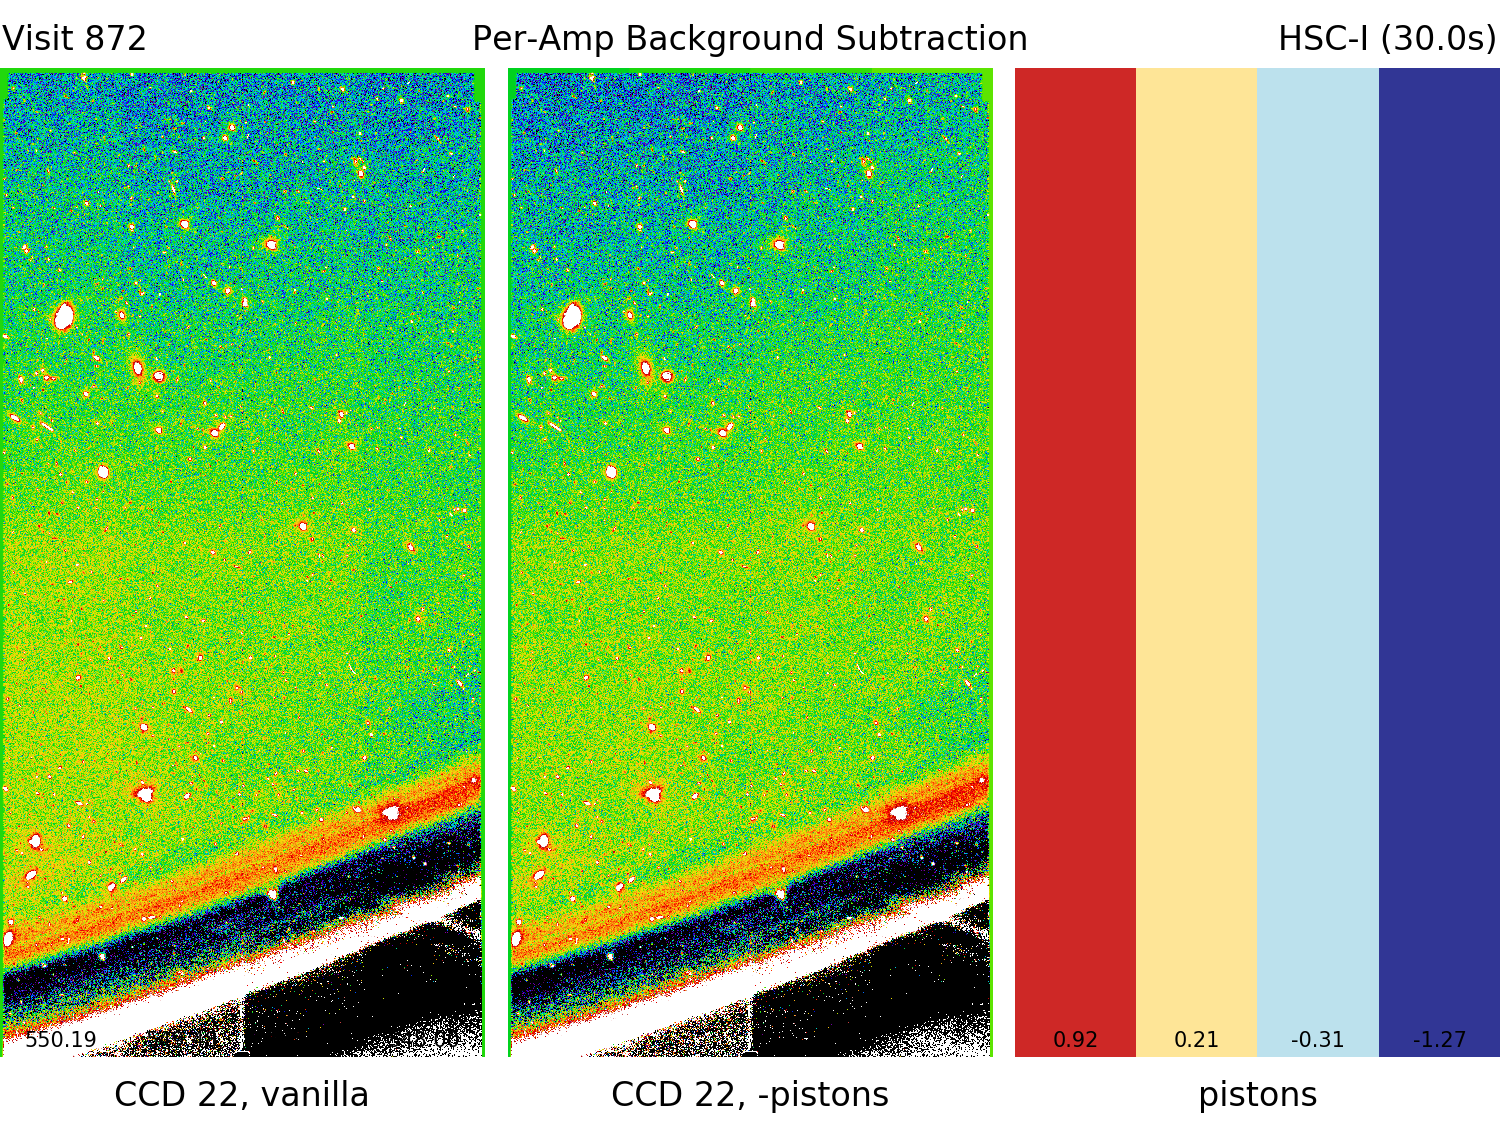 Visit 872
Per-Amp Background Subtraction
HSC-I (30.0s)
550.19
0.92
0.21
-0.31
-1.27
CCD 22, vanilla
CCD 22, -pistons
pistons